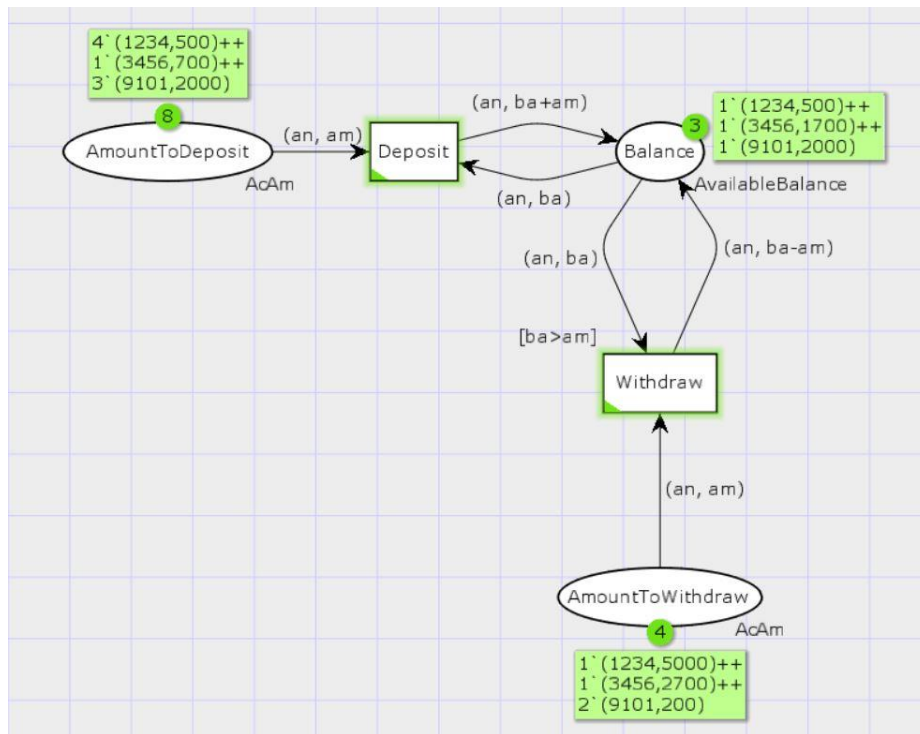 4`(1234,500)++
1`(3456,700)++
3`(9101,2000)
8
AmountToDeposit
AcAm
(an, am)
Deposit
(an, ba+am)
(an, ba)
Balance
3
1`(1234,500)++
1`(3456,1700)++
1`(9101,2000)
AvailableBalance
(an, ba)
(an, ba-am)
[ba>am]
Withdraw
(an, am)
AmountToWithdraw
4
AcAm
1`(1234,5000)++
1`(3456,2700)++
2`(9101,200)